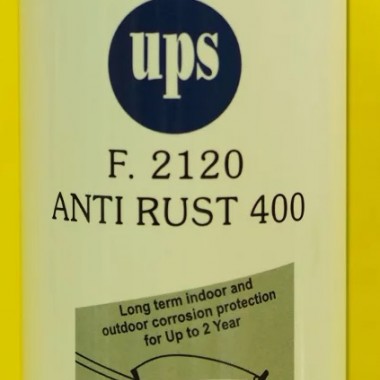 ups
F. 2120
ANTI RUST 400
Long term indoor and
outdoor corrosion protection
for Up to 2 Year